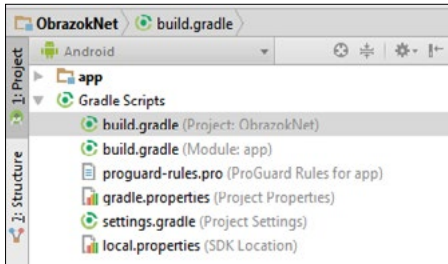 ObrazokNet build.gradle
1: Project
Android
app
Gradle Scripts
build.gradle (Project: ObrazokNet)
build.gradle (Module: app)
proguard-rules.pro (ProGuard Rules for app)
gradle.properties (Project Properties)
settings.gradle (Project Settings)
local.properties (SDK Location)
7: Structure